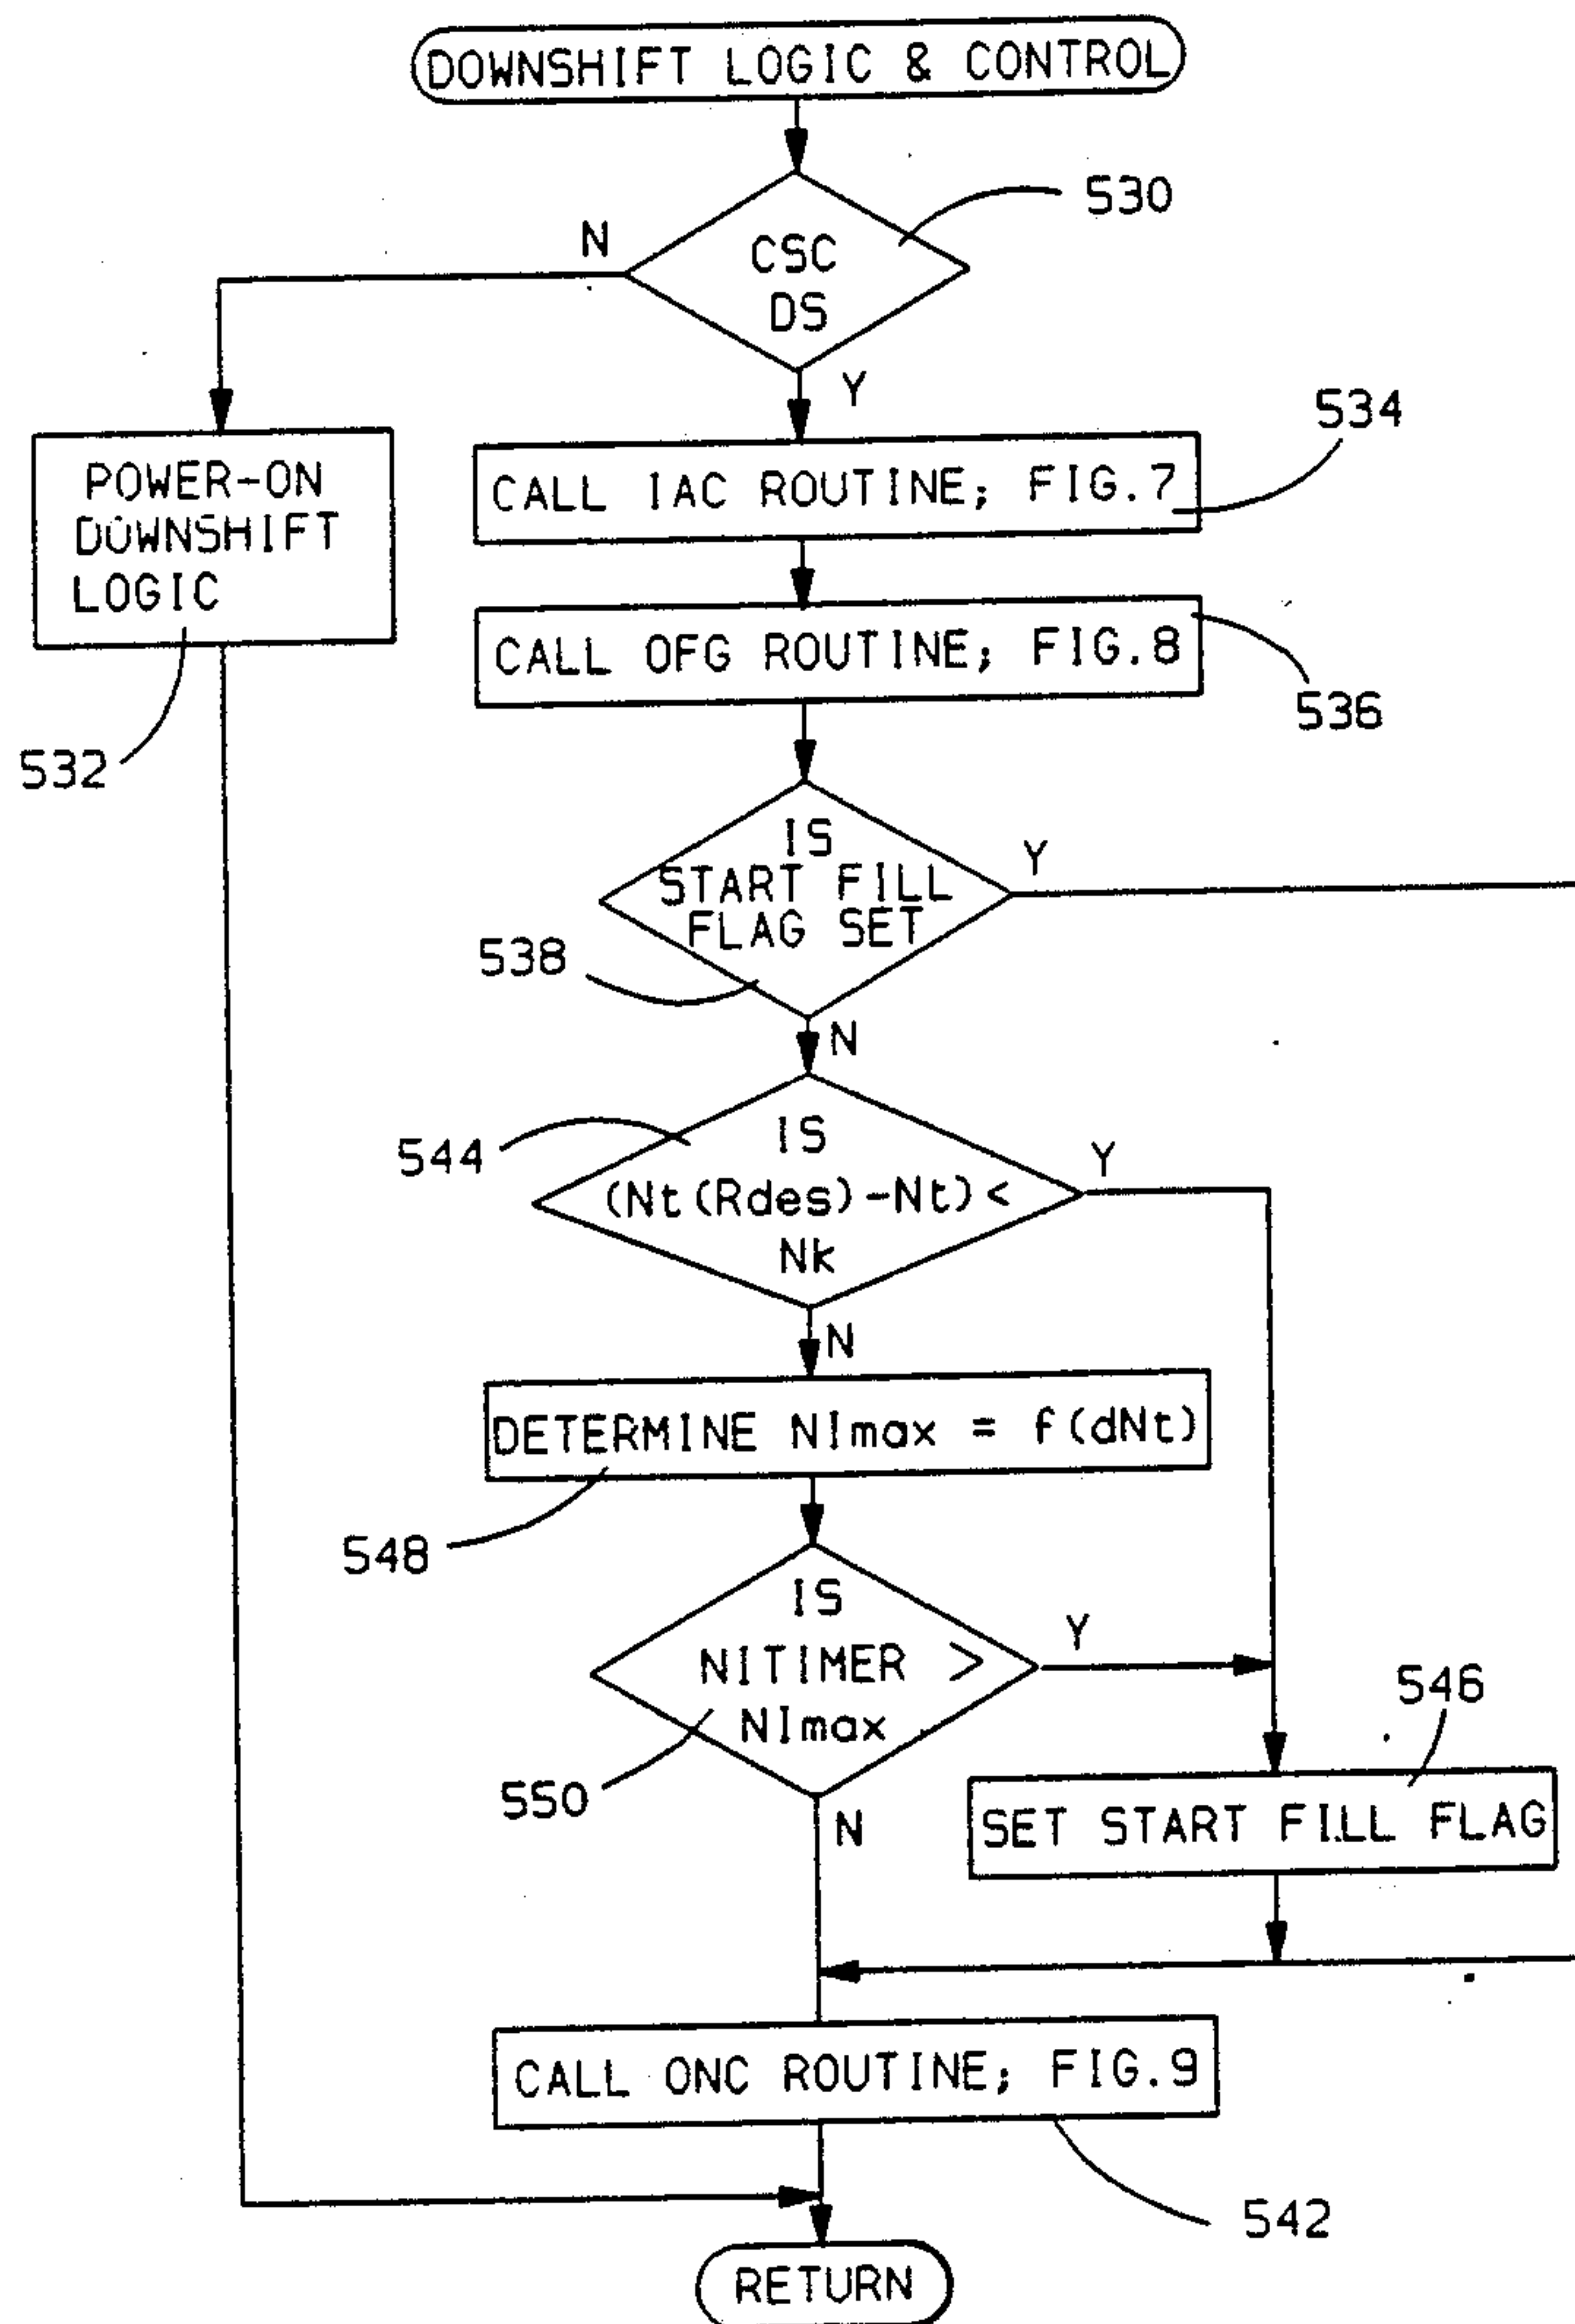 DOWNSHIFT LOGIC & CONTROL
530
N
CSC
DS
Y
534
POWER-ON
DOWNSHIFT
LOGIC
CALL IAC ROUTINE; FIG.7
CALL OFG ROUTINE; FIG.8
536
532
IS
START FILL
FLAG SET
Y
538
N
544
IS
(Nt(Rdes)-Nt)<
Nk
Y
N
DETERMINE NImax = f(dNt)
548
IS
NITIMER >
NImax
Y
546
550
N
SET START FILL FLAG
CALL ONC ROUTINE; FIG.9
542
RETURN